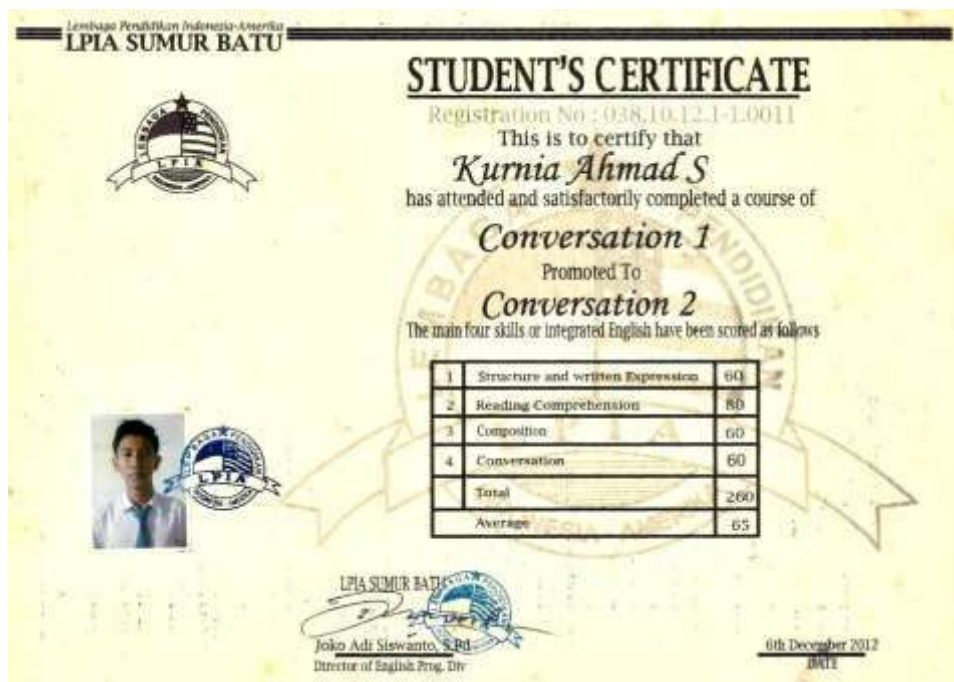 Lembaga Pendidikan Indonesia-Amerika
LPIA SUMUR BATU
STUDENT'S CERTIFICATE
Registration No : 038.10.12.1-1.0011
This is to certify that
Kurnia Ahmad S
has attended and satisfactorily completed a course of
Conversation 1
Promoted To
Conversation 2
The main four skills or integrated English have been scored as follows
1 Structure and written Expression 60
2 Reading Comprehension 80
3 Composition 60
4 Conversation 60
Total 260
Average 65
LEMBAGA PENDIDIKAN
LPIA
LPIA SUMUR BATU
Joko Adi Siswanto, S.Pd
Director of English Prog. Div
6th December 2012
DATE